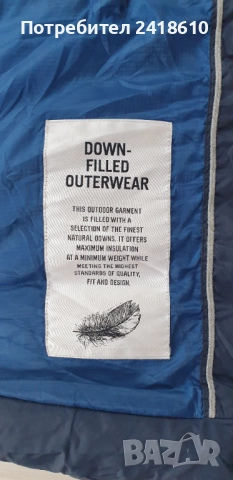 Потребител 2418610
DOWN-
FILLED
OUTERWEAR
THIS OUTDOOR GARMENT
IS FILLED WITH A
SELECTION OF THE FINEST
NATURAL DOWNS. IT OFFERS
MAXIMUM INSULATION
AT A MINIMUM WEIGHT WHILE
MEETING THE HIGHEST
STANDARDS OF QUALITY,
FIT AND DESIGN.
BAZAR